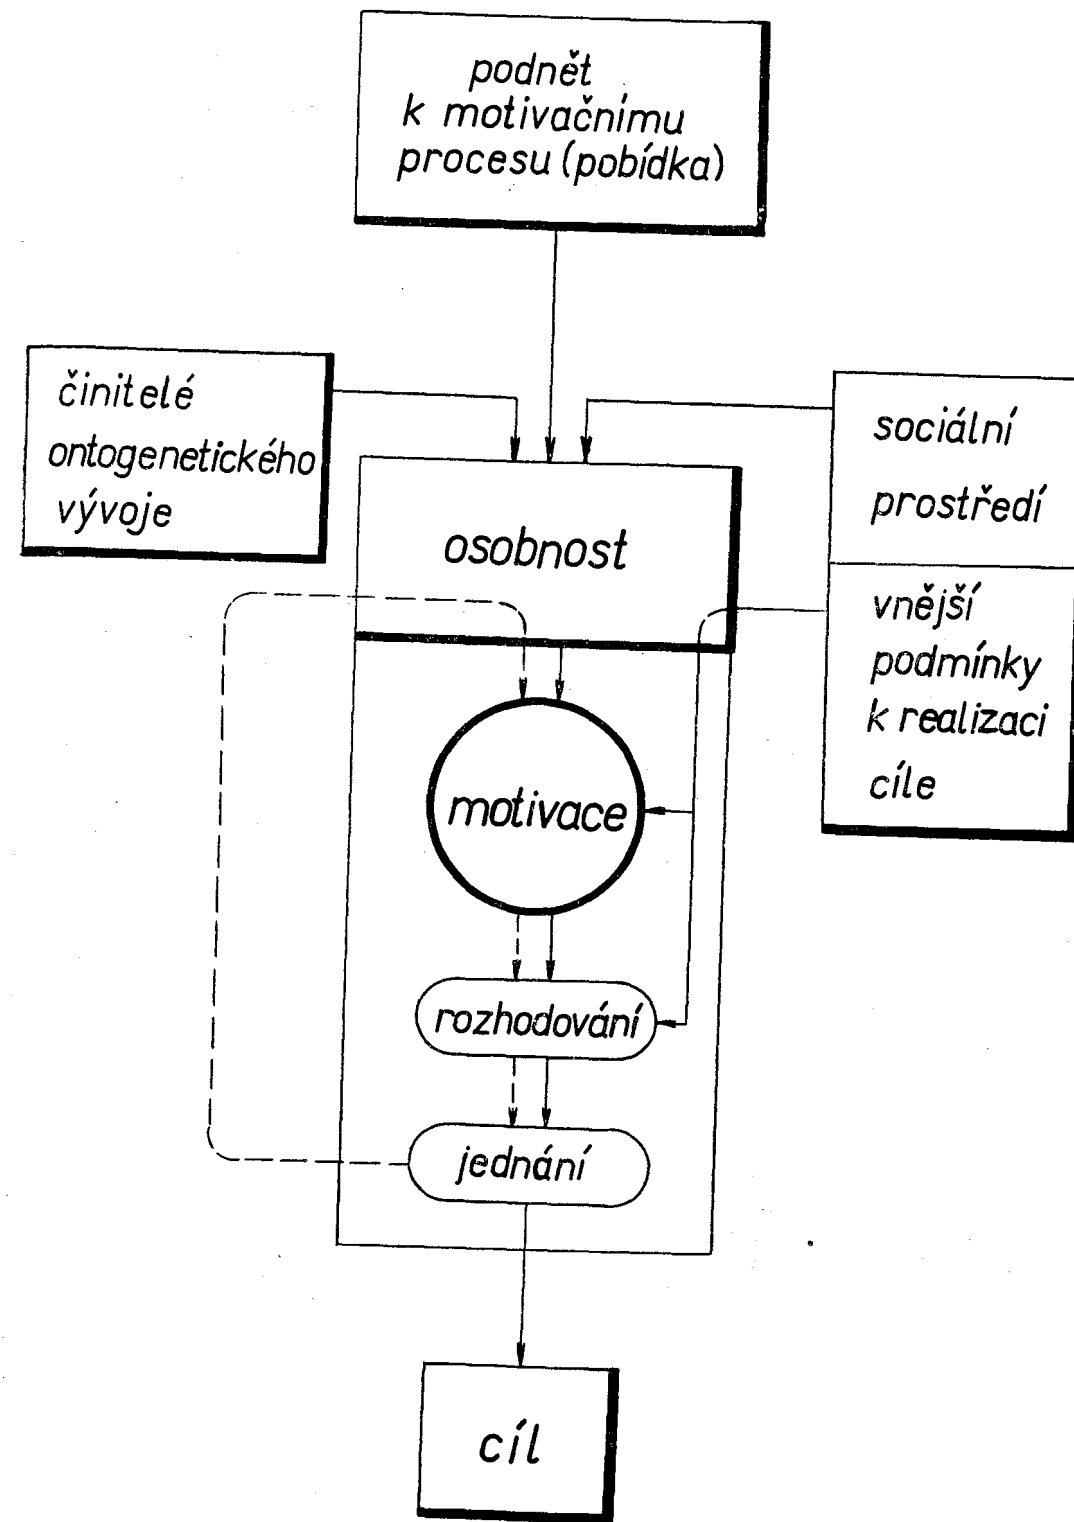 podnět
k motivačnímu
procesu (pobídka)
činitelé
ontogenetického
vývoje
sociální
prostředí
osobnost
vnější
podmínky
k realizaci
cíle
motivace
rozhodování
jednání
cíl